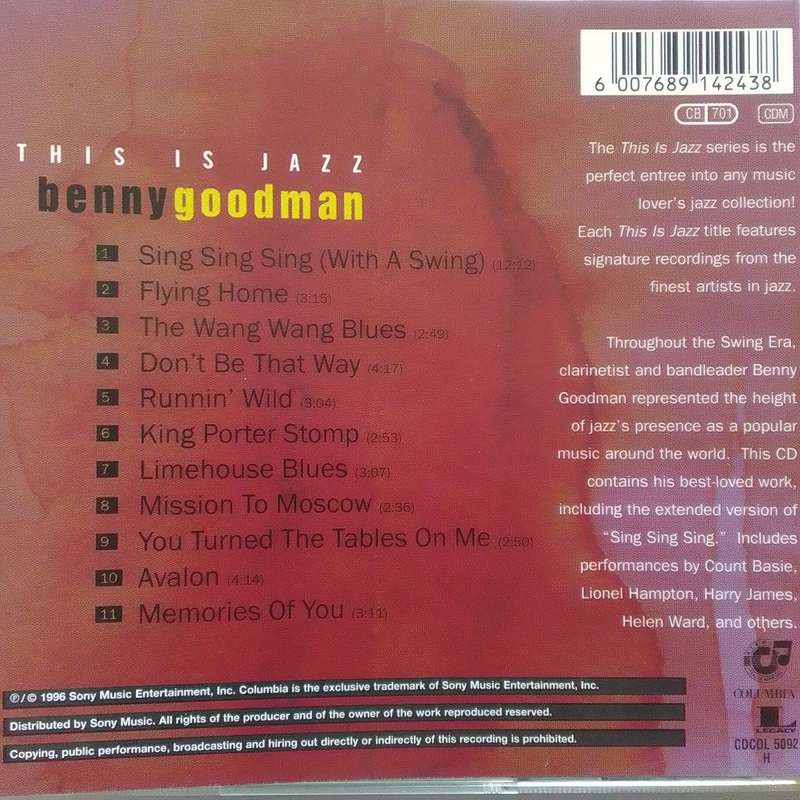 6 007689 142438
CB 701 CDM
THIS IS JAZZ
bennygoodman
1 Sing Sing Sing (With A Swing) (12:12)
2 Flying Home (3:15)
3 The Wang Wang Blues (2:49)
4 Don't Be That Way (4:17)
5 Runnin' Wild (3:04)
6 King Porter Stomp (2:53)
7 Limehouse Blues (3:07)
8 Mission To Moscow (2:36)
9 You Turned The Tables On Me (2:50)
10 Avalon (4:14)
11 Memories Of You (3:11)
The This Is Jazz series is the
perfect entree into any music
lover's jazz collection!
Each This Is Jazz title features
signature recordings from the
finest artists in jazz.
Throughout the Swing Era,
clarinetist and bandleader Benny
Goodman represented the height
of jazz's presence as a popular
music around the world. This CD
contains his best-loved work,
including the extended version of
"Sing Sing Sing." Includes
performances by Count Basie,
Lionel Hampton, Harry James,
Helen Ward, and others.
COLUMBIA
L
LEGACY
CDCOL 5092
H
℗/© 1996 Sony Music Entertainment, Inc. Columbia is the exclusive trademark of Sony Music Entertainment, Inc.
Distributed by Sony Music. All rights of the producer and of the owner of the work reproduced reserved.
Copying, public performance, broadcasting and hiring out directly or indirectly of this recording is prohibited.